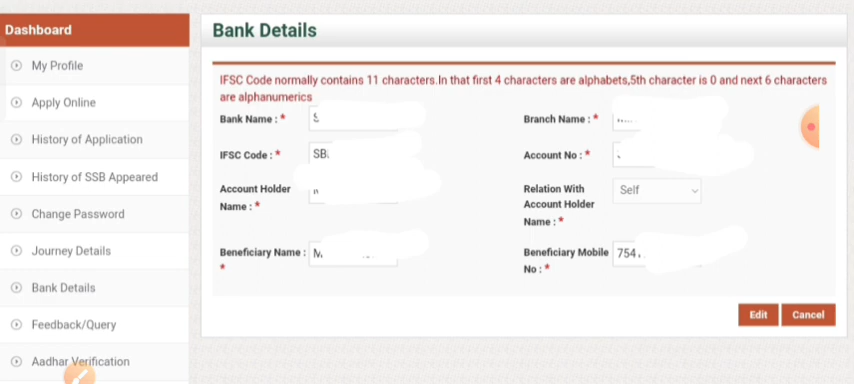 Dashboard
My Profile
Apply Online
History of Application
History of SSB Appeared
Change Password
Journey Details
Bank Details
Feedback/Query
Aadhar Verification
Bank Details
IFSC Code normally contains 11 characters.In that first 4 characters are alphabets,5th character is 0 and next 6 characters
are alphanumerics
Bank Name : * S
Branch Name : *
IFSC Code : * SB
Account No : *
Account Holder
Name : *
Relation With
Account Holder
Name : *
Self
Beneficiary Name :
*
M
Beneficiary Mobile
No : *
754
Edit
Cancel